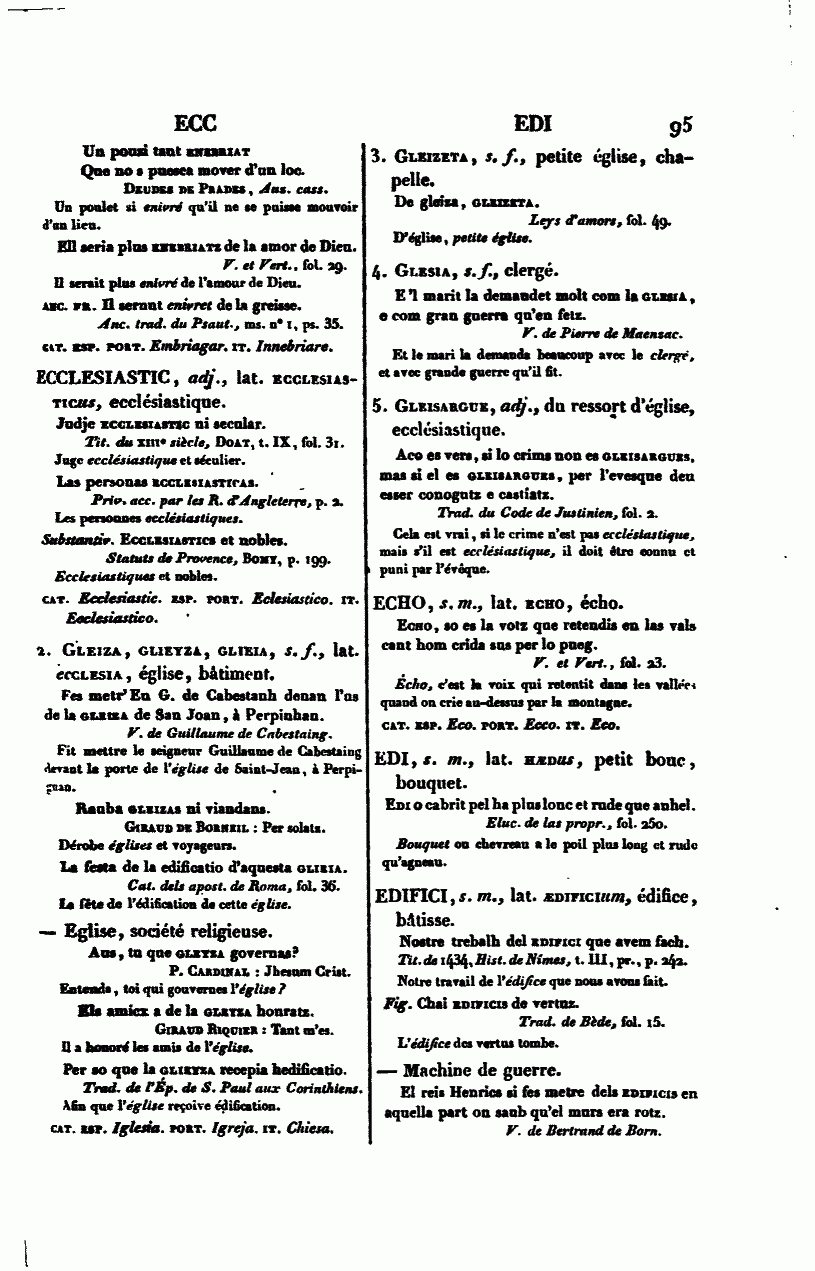 ECC
EDI
95
Un pouzi tant ENEBRIAT
Que no s puesca mover d'un loc.
DEUDES DE PRADES, Aus. cass.
Un poulet si enivré qu'il ne se puisse mouvoir
d'un lieu.
Ell seria plus de la amor de Dieu.
V. et Vert., fol. 29.
Il serait plus enivré de l'amour de Dieu.
ANC. FR. Il seront enivret de la greisse.
Anc. trad. du Psaut., ms. n° 1, ps. 35.
CAT. ESP. PORT. Embriagar. IT. Innebriare.
ECCLESIASTIC, adj., lat. ECCLESIAS-
TICUS, ecclésiastique.
Judje ECCLESIASTIC ni secular.
Tit. du XIIIe siècle, DOAT, t. IX, fol. 31.
Juge ecclésiastique et séculier.
Las personas ECCLESIASTICAS.
Priv. acc. par les R. d'Angleterre, p. 2.
Les personnes ecclésiastiques.
Substantiv. ECCLESIASTICS et nobles.
Statuts de Provence, BOMY, p. 199.
Ecclesiastiques et nobles.
CAT. Ecclesiastic. ESP. PORT. Eclesiastico. IT.
Ecclesiastico.
2. GLEIZA, GLIEYZA, GLIEIA, s. f., lat.
ECCLESIA, église, bâtiment.
Fes metr' En G. de Cabestanh denan l'us
de la GLEIZA de San Joan, à Perpinhan.
V. de Guillaume de Cabestaing.
Fit mettre le seigneur Guillaume de Cabestaing
devant la porte de l'église de Saint-Jean, à Perpi-
gnan.
Rauba GLEIZAS ni viandans.
GIRAUD DE BORNEIL : Per solatz.
Dérobe églises et voyageurs.
La festa de la edificatio d'aquesta GLIEIA.
Cat. dels apost. de Roma, fol. 36.
La fête de l'édification de cette église.
— Eglise, société religieuse.
Aus, tu que GLEYZA governas?
P. CARDINAL : Jhesum Crist.
Entends, toi qui gouvernes l'église?
Els amicx a de la GLEYZA honratz.
GIRAUD RIQUIER : Tant m'es.
Il a honoré les amis de l'église.
Per so que la GLIEYZA recepia hedificatio.
Trad. de l'Ép. de S. Paul aux Corinthiens.
Afin que l'église reçoive édification.
CAT. ESP. Iglesia. PORT. Igreja. IT. Chiesa.
3. GLEIZETA, s. f., petite église, cha-
pelle.
De gleiza, GLEIZETA.
Leys d'amors, fol. 49.
D'église, petite église.
4. GLESIA, s. f., clergé.
E 'l marit la demandet molt com la GLESIA,
e com gran guerra qu'en fetz.
V. de Pierre de Maensac.
Et le mari la demanda beaucoup avec le clergé,
et avec grande guerre qu'il fit.
5. GLEISARGUE, adj., du ressort d'église,
ecclésiastique.
Aco es vers, si lo crims non es GLEISARGUES,
mas si el es GLEISARGUES, per l'evesque deu
esser conogutz e castiatz.
Trad. du Code de Justinien, fol. 2.
Cela est vrai, si le crime n'est pas ecclésiastique,
mais s'il est ecclésiastique, il doit être connu et
puni par l'évêque.
ECHO, s. m., lat. ECHO, écho.
ECHO, so es la votz que retendis en las vals
cant hom crida sus per lo pueg.
V. et Vert., fol. 23.
Écho, c'est la voix qui retentit dans les vallées
quand on crie au-dessus par la montagne.
CAT. ESP. Eco. PORT. Ecco. IT. Eco.
EDI, s. m., lat. HÆDUS, petit bouc,
bouquet.
EDI o cabrit pel ha plus lonc et rude que anhel.
Eluc. de las propr., fol. 250.
Bouquet ou chevreau a le poil plus long et rude
qu'agneau.
EDIFICI, s. m., lat. ÆDIFICIUM, édifice,
bâtisse.
Nostre trebalh del EDIFICI que avem fach.
Tit. de 1434, Hist. de Nîmes, t. III, pr., p. 242.
Notre travail de l'édifice que nous avons fait.
Fig. Chai EDIFICIS de vertuz.
Trad. de Bède, fol. 15.
L'édifice des vertus tombe.
— Machine de guerre.
El reis Henrics si fes metre dels EDIFICIS en
aquella part on saub qu'el murs era rotz.
V. de Bertrand de Born.